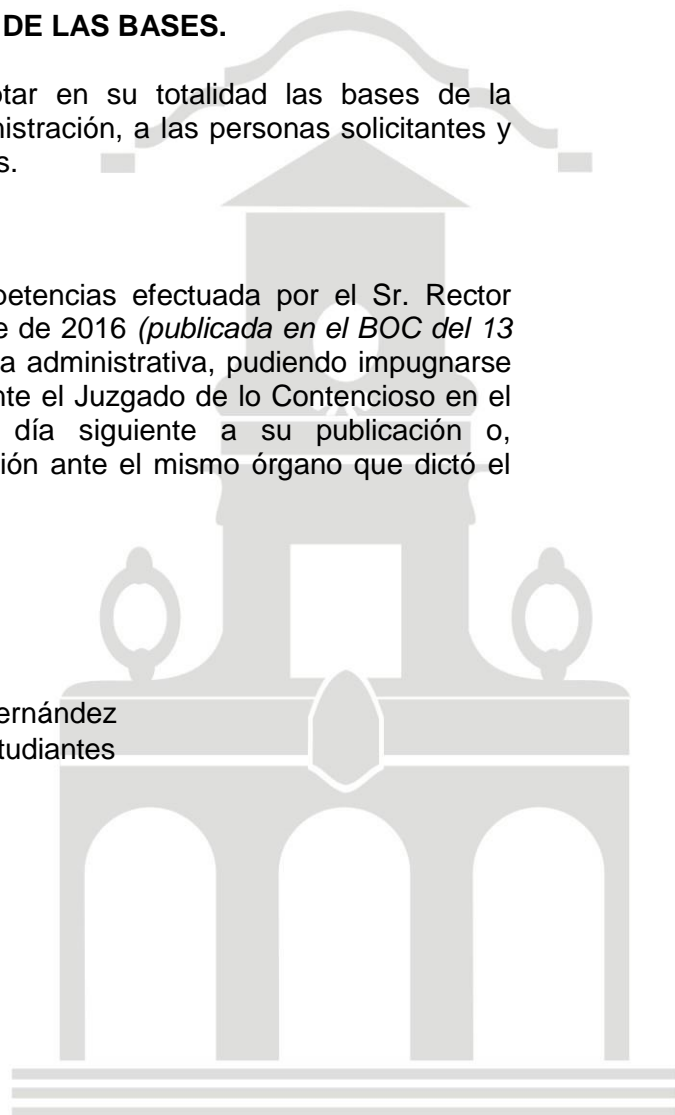 DE LAS BASES.
otar en su totalidad las bases de la
nistración, a las personas solicitantes y
s.
petencias efectuada por el Sr. Rector
e de 2016 (publicada en el BOC del 13
a administrativa, pudiendo impugnarse
nte el Juzgado de lo Contencioso en el
día siguiente a su publicación o,
ión ante el mismo órgano que dictó el
ernández
tudiantes